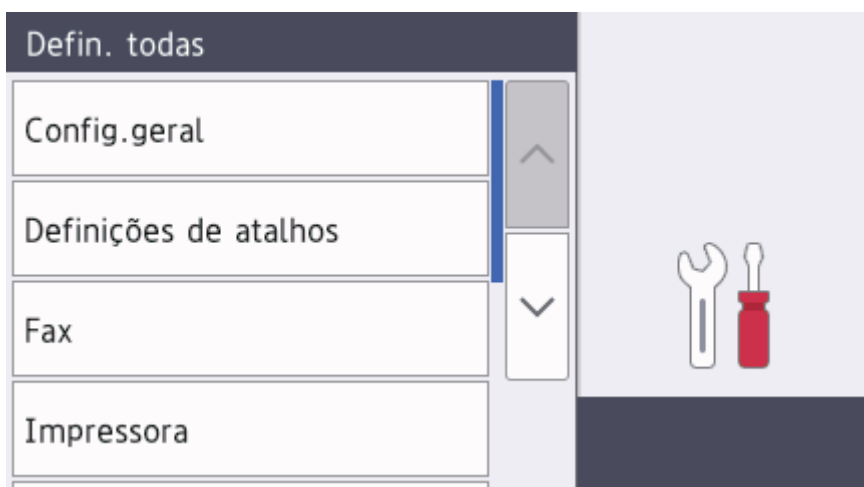 Defin. todas
Config.geral
Definições de atalhos
Fax
Impressora